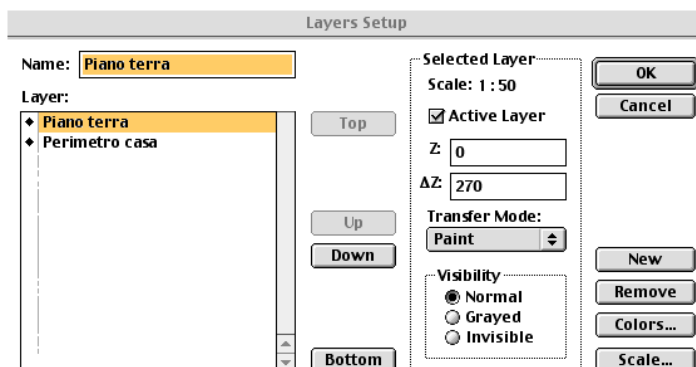 Layers Setup
Name: Piano terra
Layer:
Piano terra
Perimetro casa
Top
Up
Down
Bottom
Selected Layer
Scale: 1:50
Active Layer
Z: 0
ΔZ: 270
Transfer Mode:
Paint
Visibility
Normal
Grayed
Invisible
OK
Cancel
New
Remove
Colors...
Scale...